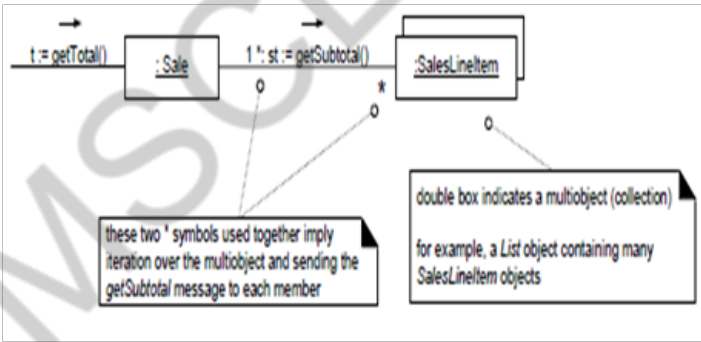 t := getTotal()
: Sale
1 *: st := getSubtotal()
:SalesLineItem
*
these two * symbols used together imply
iteration over the multiobject and sending the
getSubtotal message to each member
double box indicates a multiobject (collection)
for example, a List object containing many
SalesLineItem objects